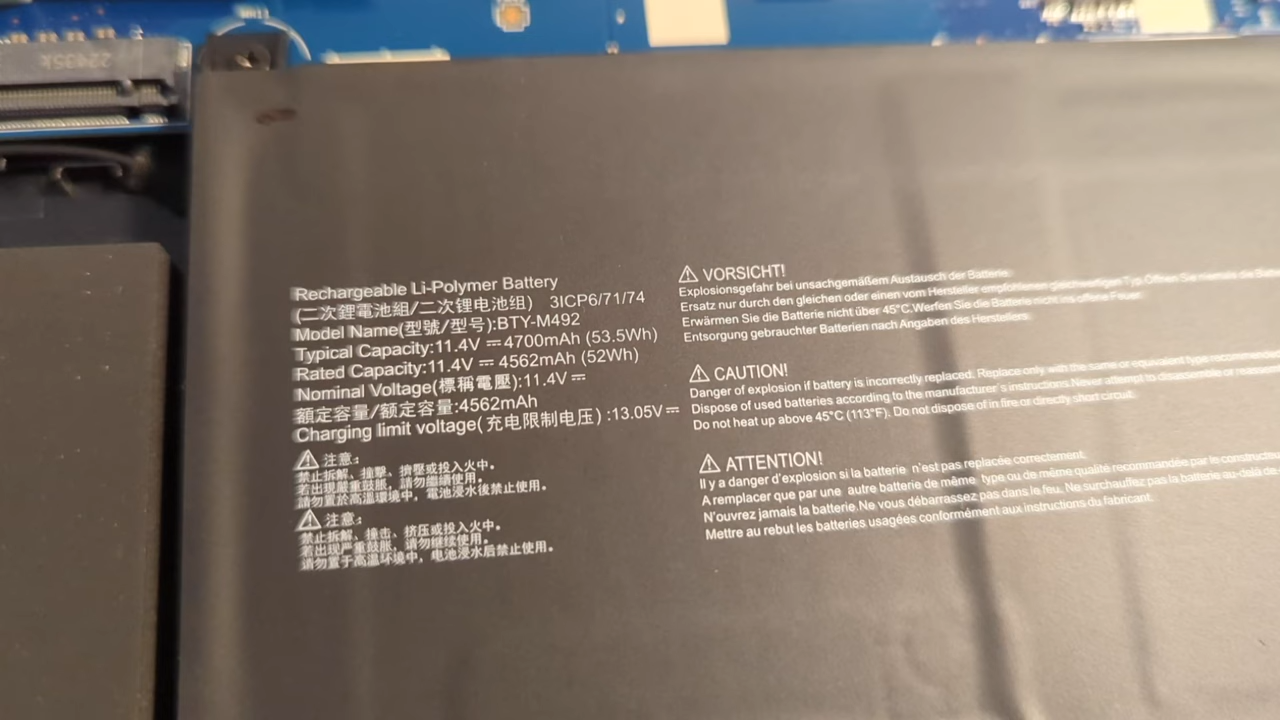 22435k
Rechargeable Li-Polymer Battery
(二次鋰電池組/二次锂电池组) 3ICP6/71/74
Model Name(型號/型号):BTY-M492
Typical Capacity:11.4V ⎓ 4700mAh (53.5Wh)
Rated Capacity:11.4V ⎓ 4562mAh (52Wh)
Nominal Voltage(標稱電壓):11.4V⎓
額定容量/额定容量:4562mAh
Charging limit voltage(充电限制电压) :13.05V⎓
⚠ 注意:
禁止拆解、撞擊、擠壓或投入火中。
若出現嚴重鼓脹, 請勿繼續使用。
請勿置於高溫環境中, 電池浸水後禁止使用。
⚠ 注意:
禁止拆解、撞击、挤压或投入火中。
若出现严重鼓胀, 请勿继续使用。
请勿置于高温环境中, 电池浸水后禁止使用。
⚠ VORSICHT!
Explosionsgefahr bei unsachgemäßem Austausch der Batterie.
Ersatz nur durch den gleichen oder einen vom Hersteller empfohlenen gleichwertigen Typ.Öffnen Sie niemals die
Erwärmen Sie die Batterie nicht über 45°C.Werfen Sie die Batterie nicht ins offene Feuer.
Entsorgung gebrauchter Batterien nach Angaben des Herstellers.
⚠ CAUTION!
Danger of explosion if battery is incorrectly replaced. Replace only with the same or equivalent type
Dispose of used batteries according to the manufacturer's instructions.Never attempt to disassemble or
Do not heat up above 45°C (113°F). Do not dispose of in fire or directly short circuit.
⚠ ATTENTION!
Il y a danger d'explosion si la batterie n'est pas replacée correctement.
A remplacer que par une autre batterie de même type ou de même qualité recommandée par le
N'ouvrez jamais la batterie.Ne vous débarrassez pas dans le feu. Ne surchauffez pas la batterie au-delà de
Mettre au rebut les batteries usagées conformément aux instructions du fabricant.